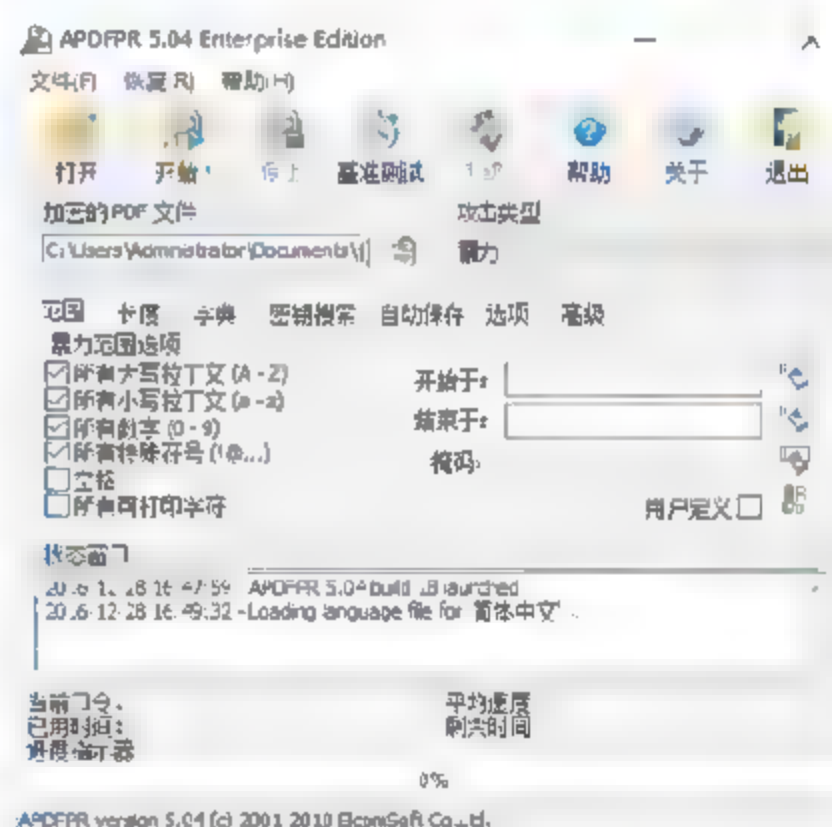 APDFPR 5.04 Enterprise Edition
文件(F) 恢复(R) 帮助(H)
打开 开始! 停止 基准测试 帮助 关于 退出
加密的 PDF 文件 攻击类型
C:\Users\Administrator\Documents\ 暴力
范围 长度 字典 密钥搜索 自动保存 选项 高级
暴力范围选项
所有大写拉丁文 (A - Z) 开始于:
所有小写拉丁文 (a - z)
结束于:
所有数字 (0 - 9)
所有特殊符号 (!@...) 掩码:
空格
所有可打印字符 用户定义
状态窗口
APDFPR 5.04 build launched
2016-12-28 16:49:32 - Loading language file for '简体中文'...
当前口令: 平均速度
已用时间: 剩余时间
进度指示器
0%
APDFPR version 5.04 (c) 2001-2010 ElcomSoft Co.Ltd.